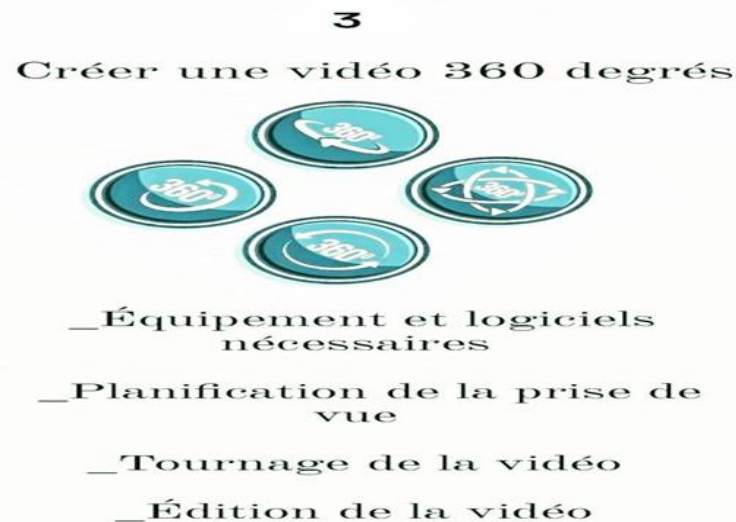 3
Créer une vidéo 360 degrés
360°
360°
360°
360°
_Équipement et logiciels
nécessaires
_Planification de la prise de
vue
_Tournage de la vidéo
_Édition de la vidéo